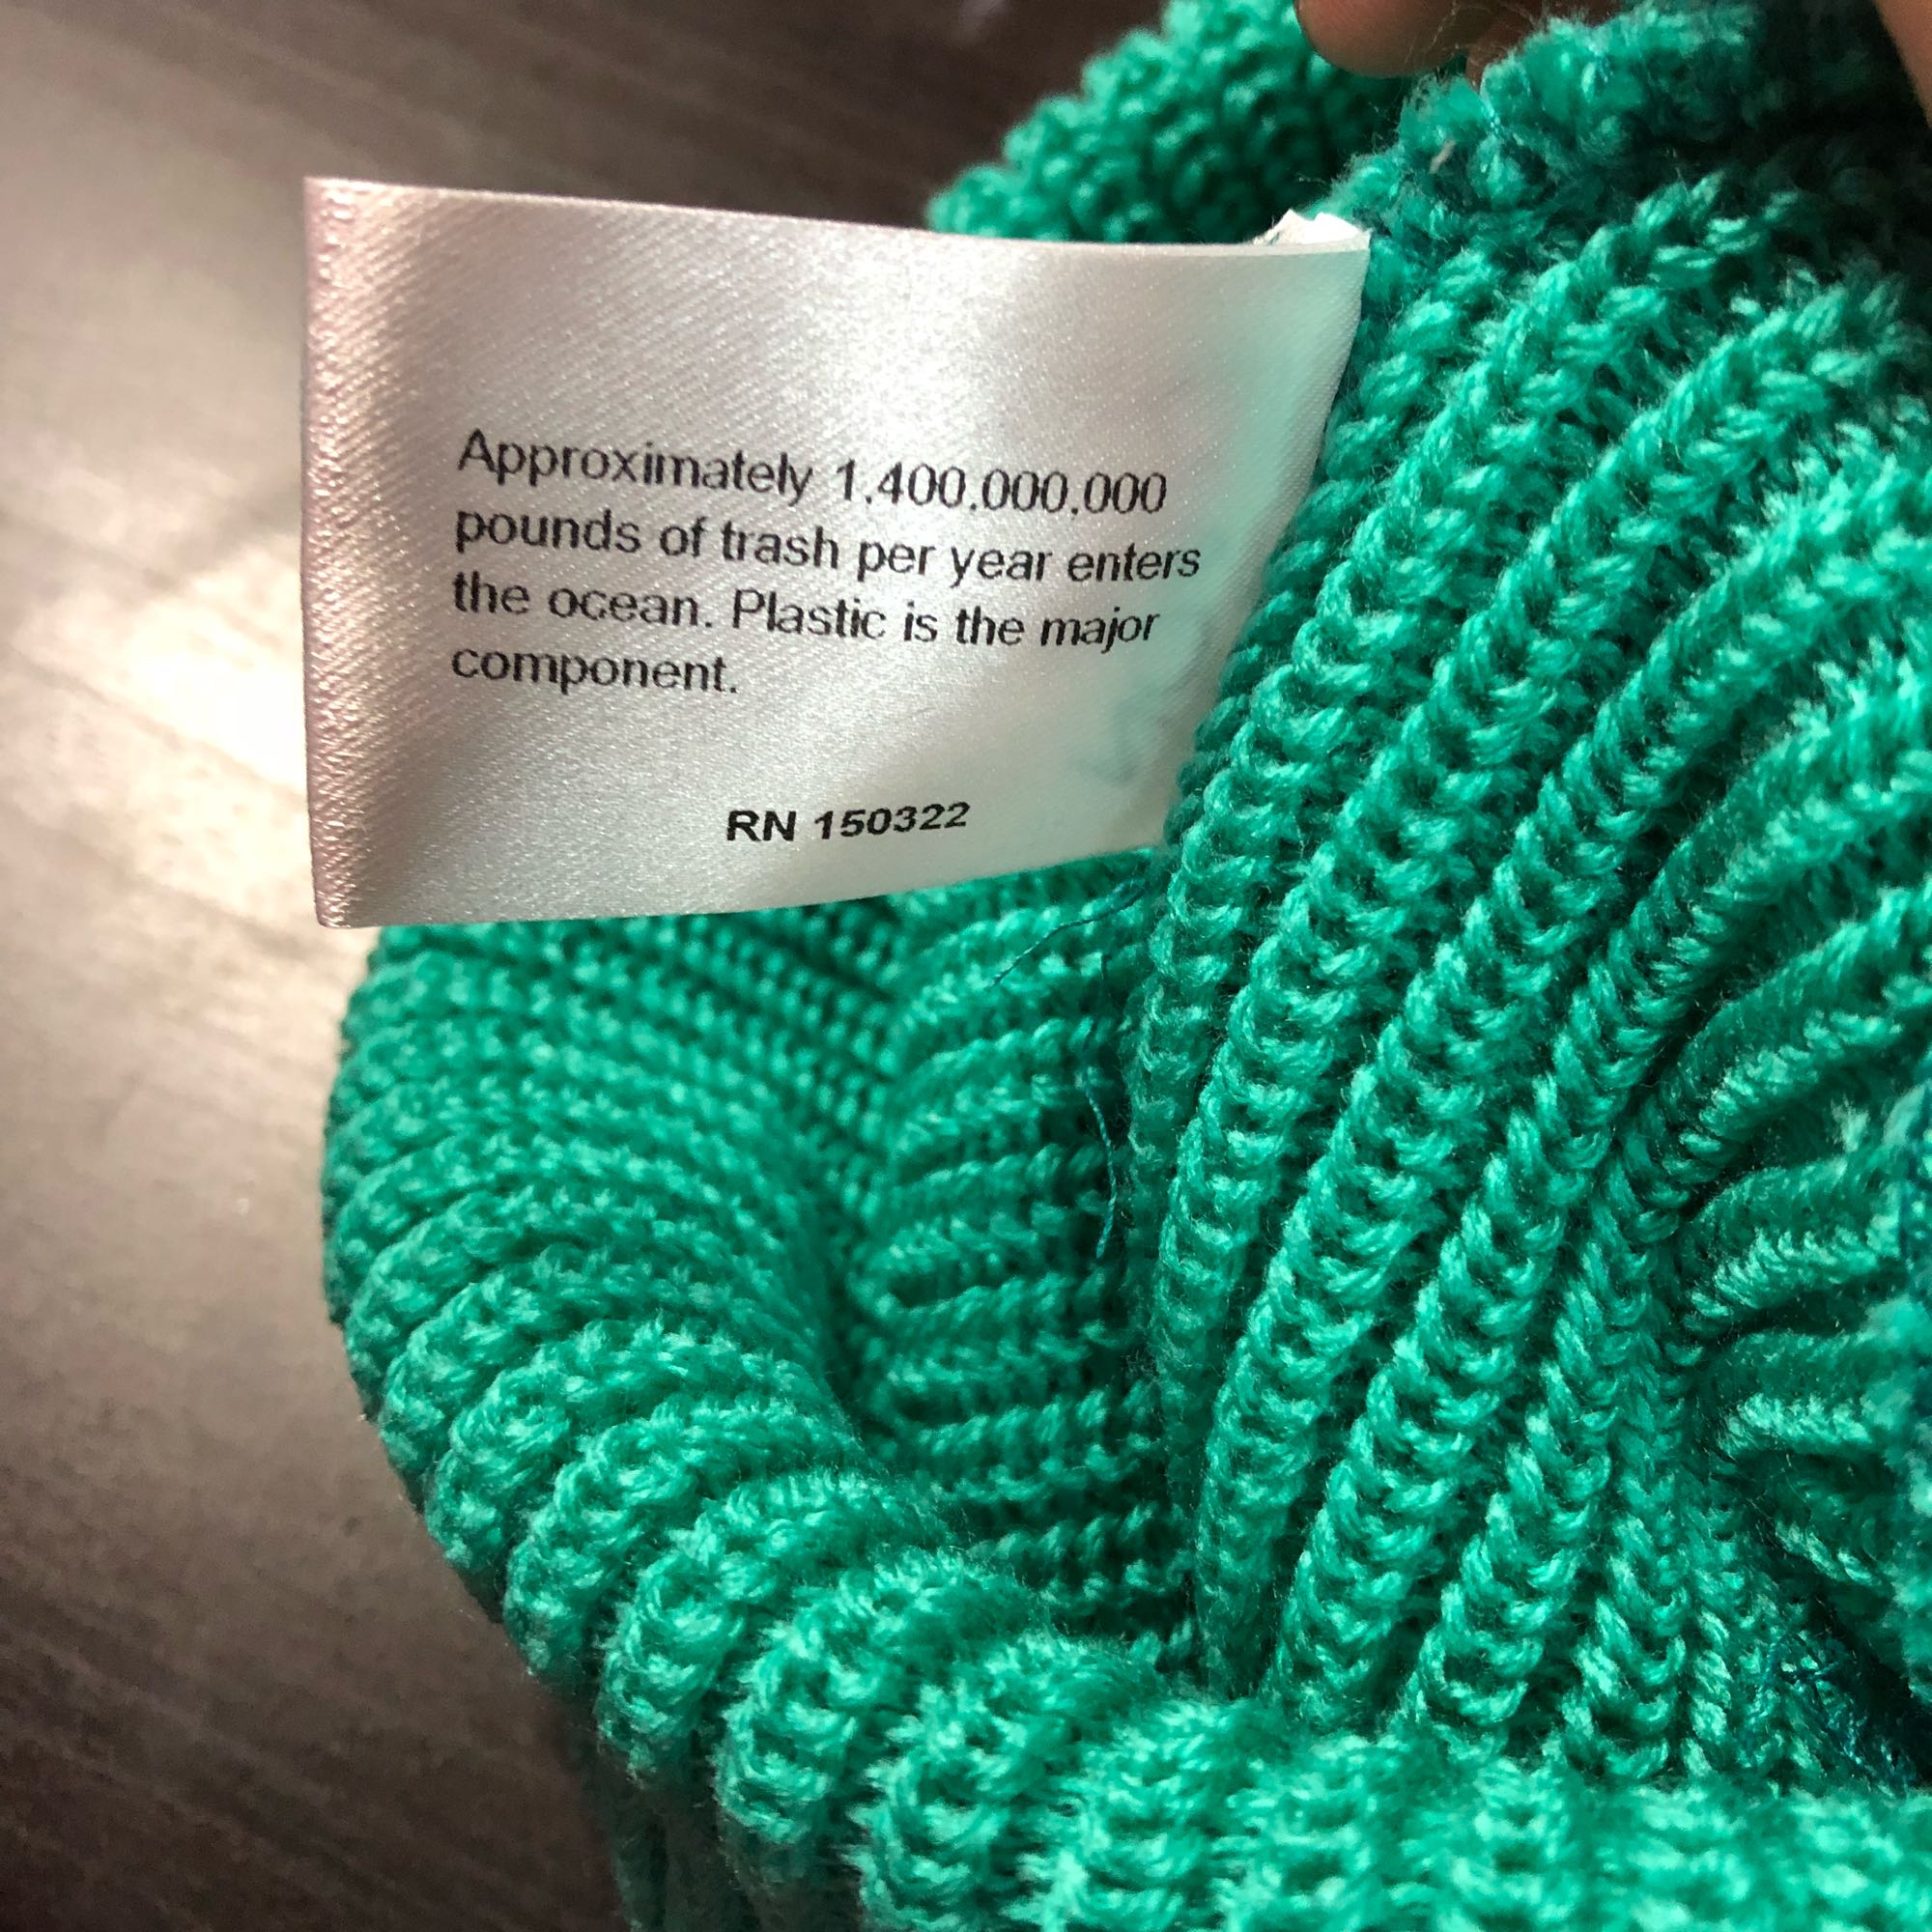 Approximately 1.400.000.000
pounds of trash per year enters
the ocean. Plastic is the major
component.
RN 150322